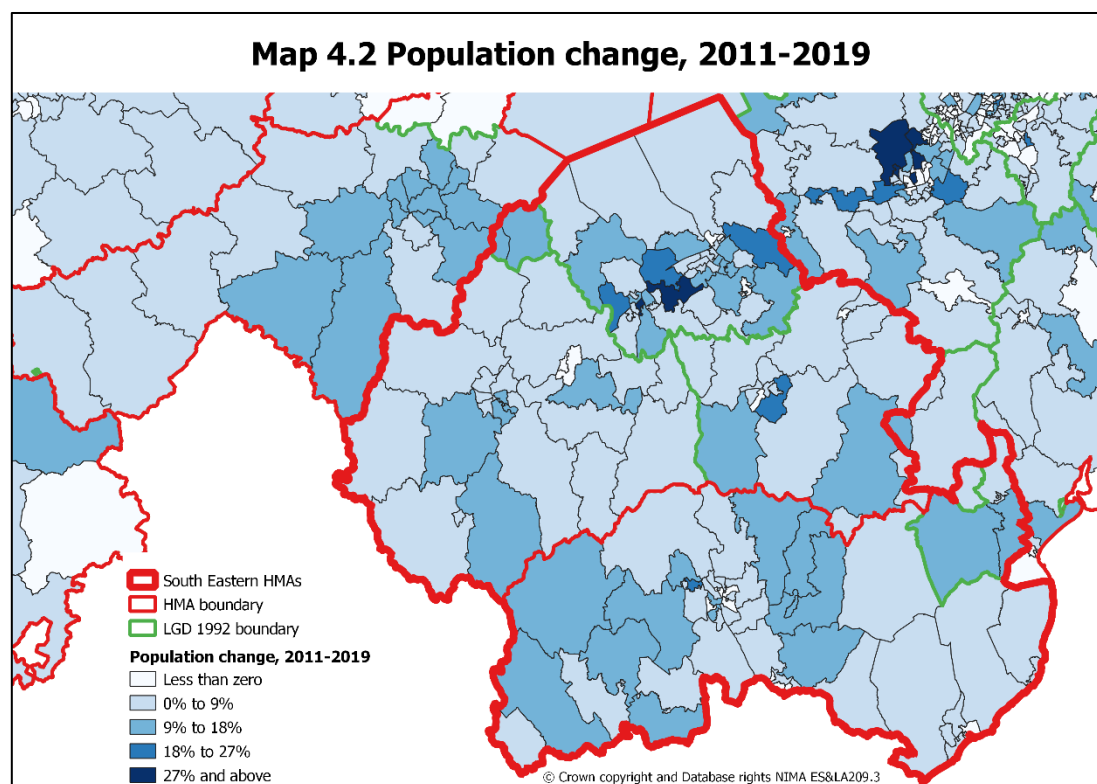 Map 4.2 Population change, 2011-2019
South Eastern HMAs
HMA boundary
LGD 1992 boundary
Population change, 2011-2019
Less than zero
0% to 9%
9% to 18%
18% to 27%
27% and above
© Crown copyright and Database rights NIMA ES&LA209.3